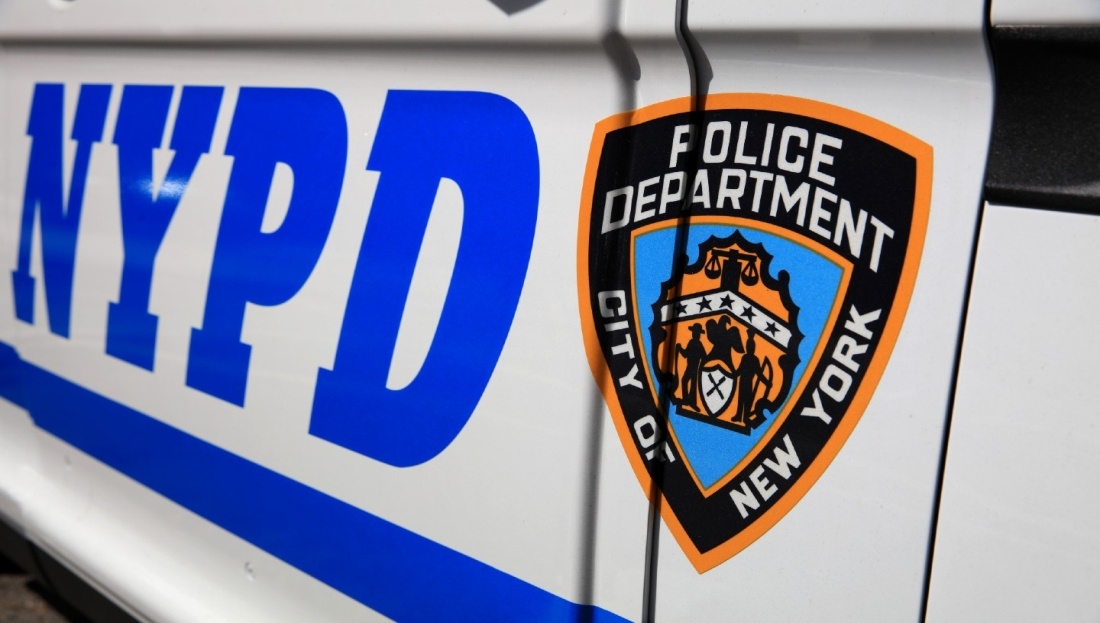 NYPD
POLICE
DEPARTMENT
CITY OF
NEW YORK